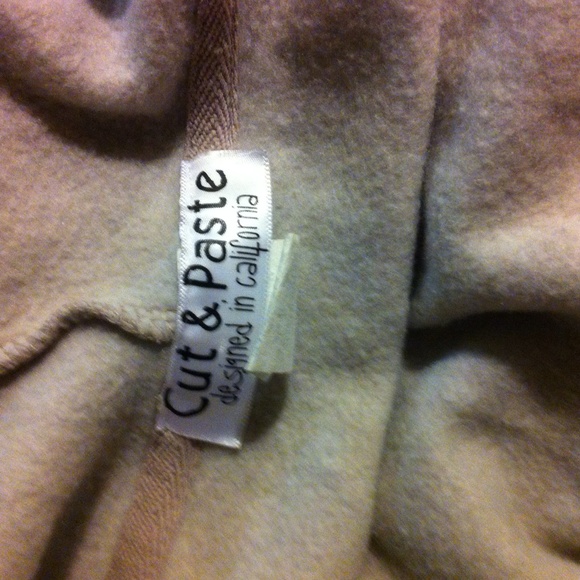 Cut & Paste
designed in california